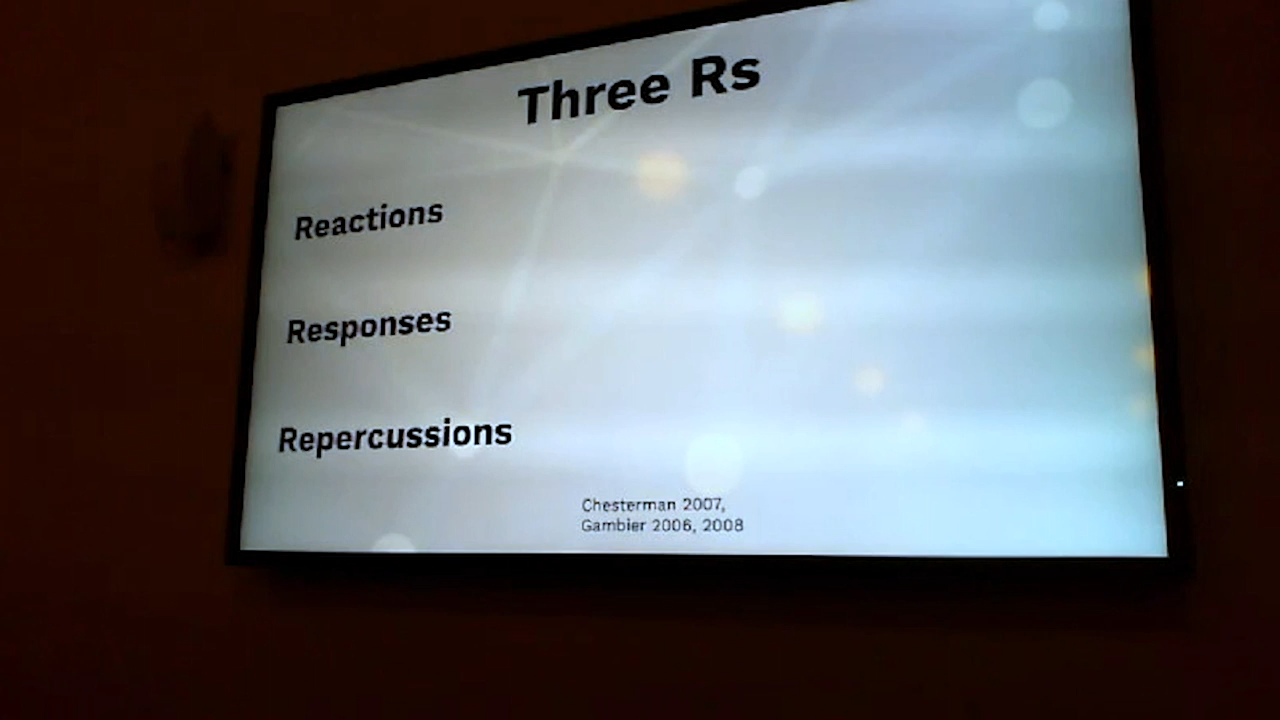 Three Rs
Reactions
Responses
Repercussions
Chesterman 2007,
Gambier 2006, 2008